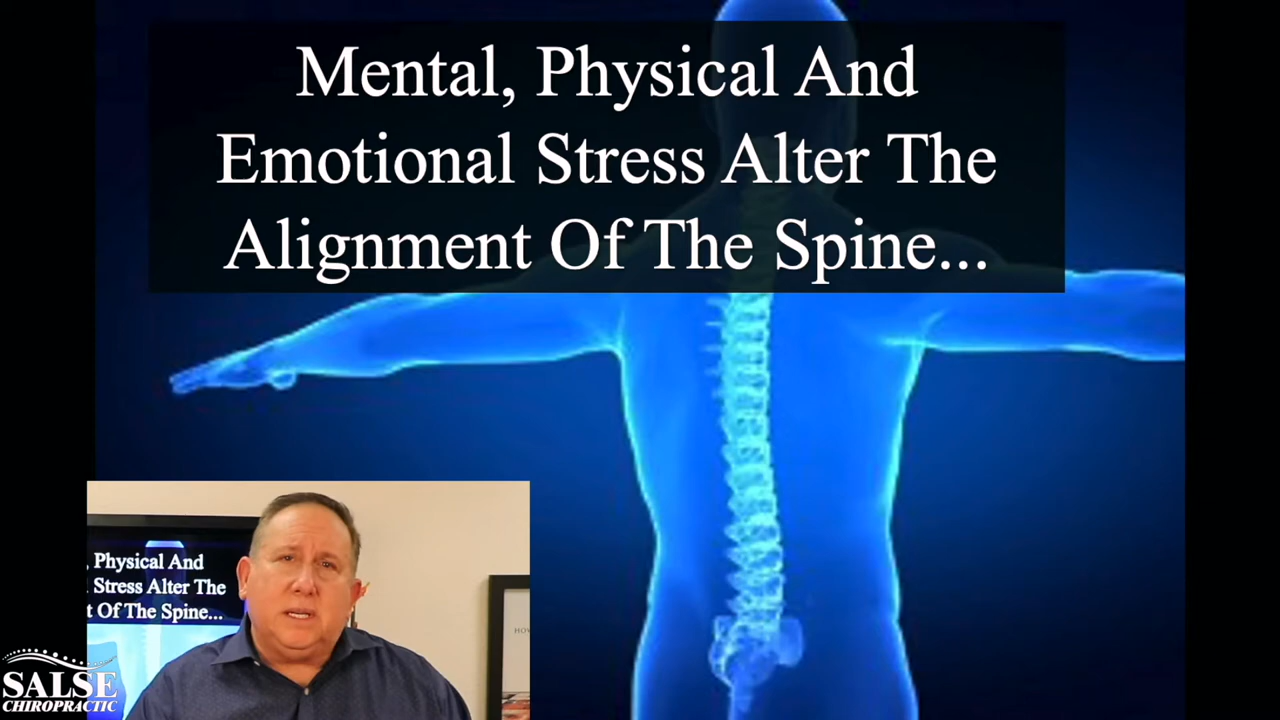 Mental, Physical And
Emotional Stress Alter The
Alignment Of The Spine...
, Physical And
Stress Alter The
t Of The Spine...
HOW
SALSE
CHIROPRACTIC